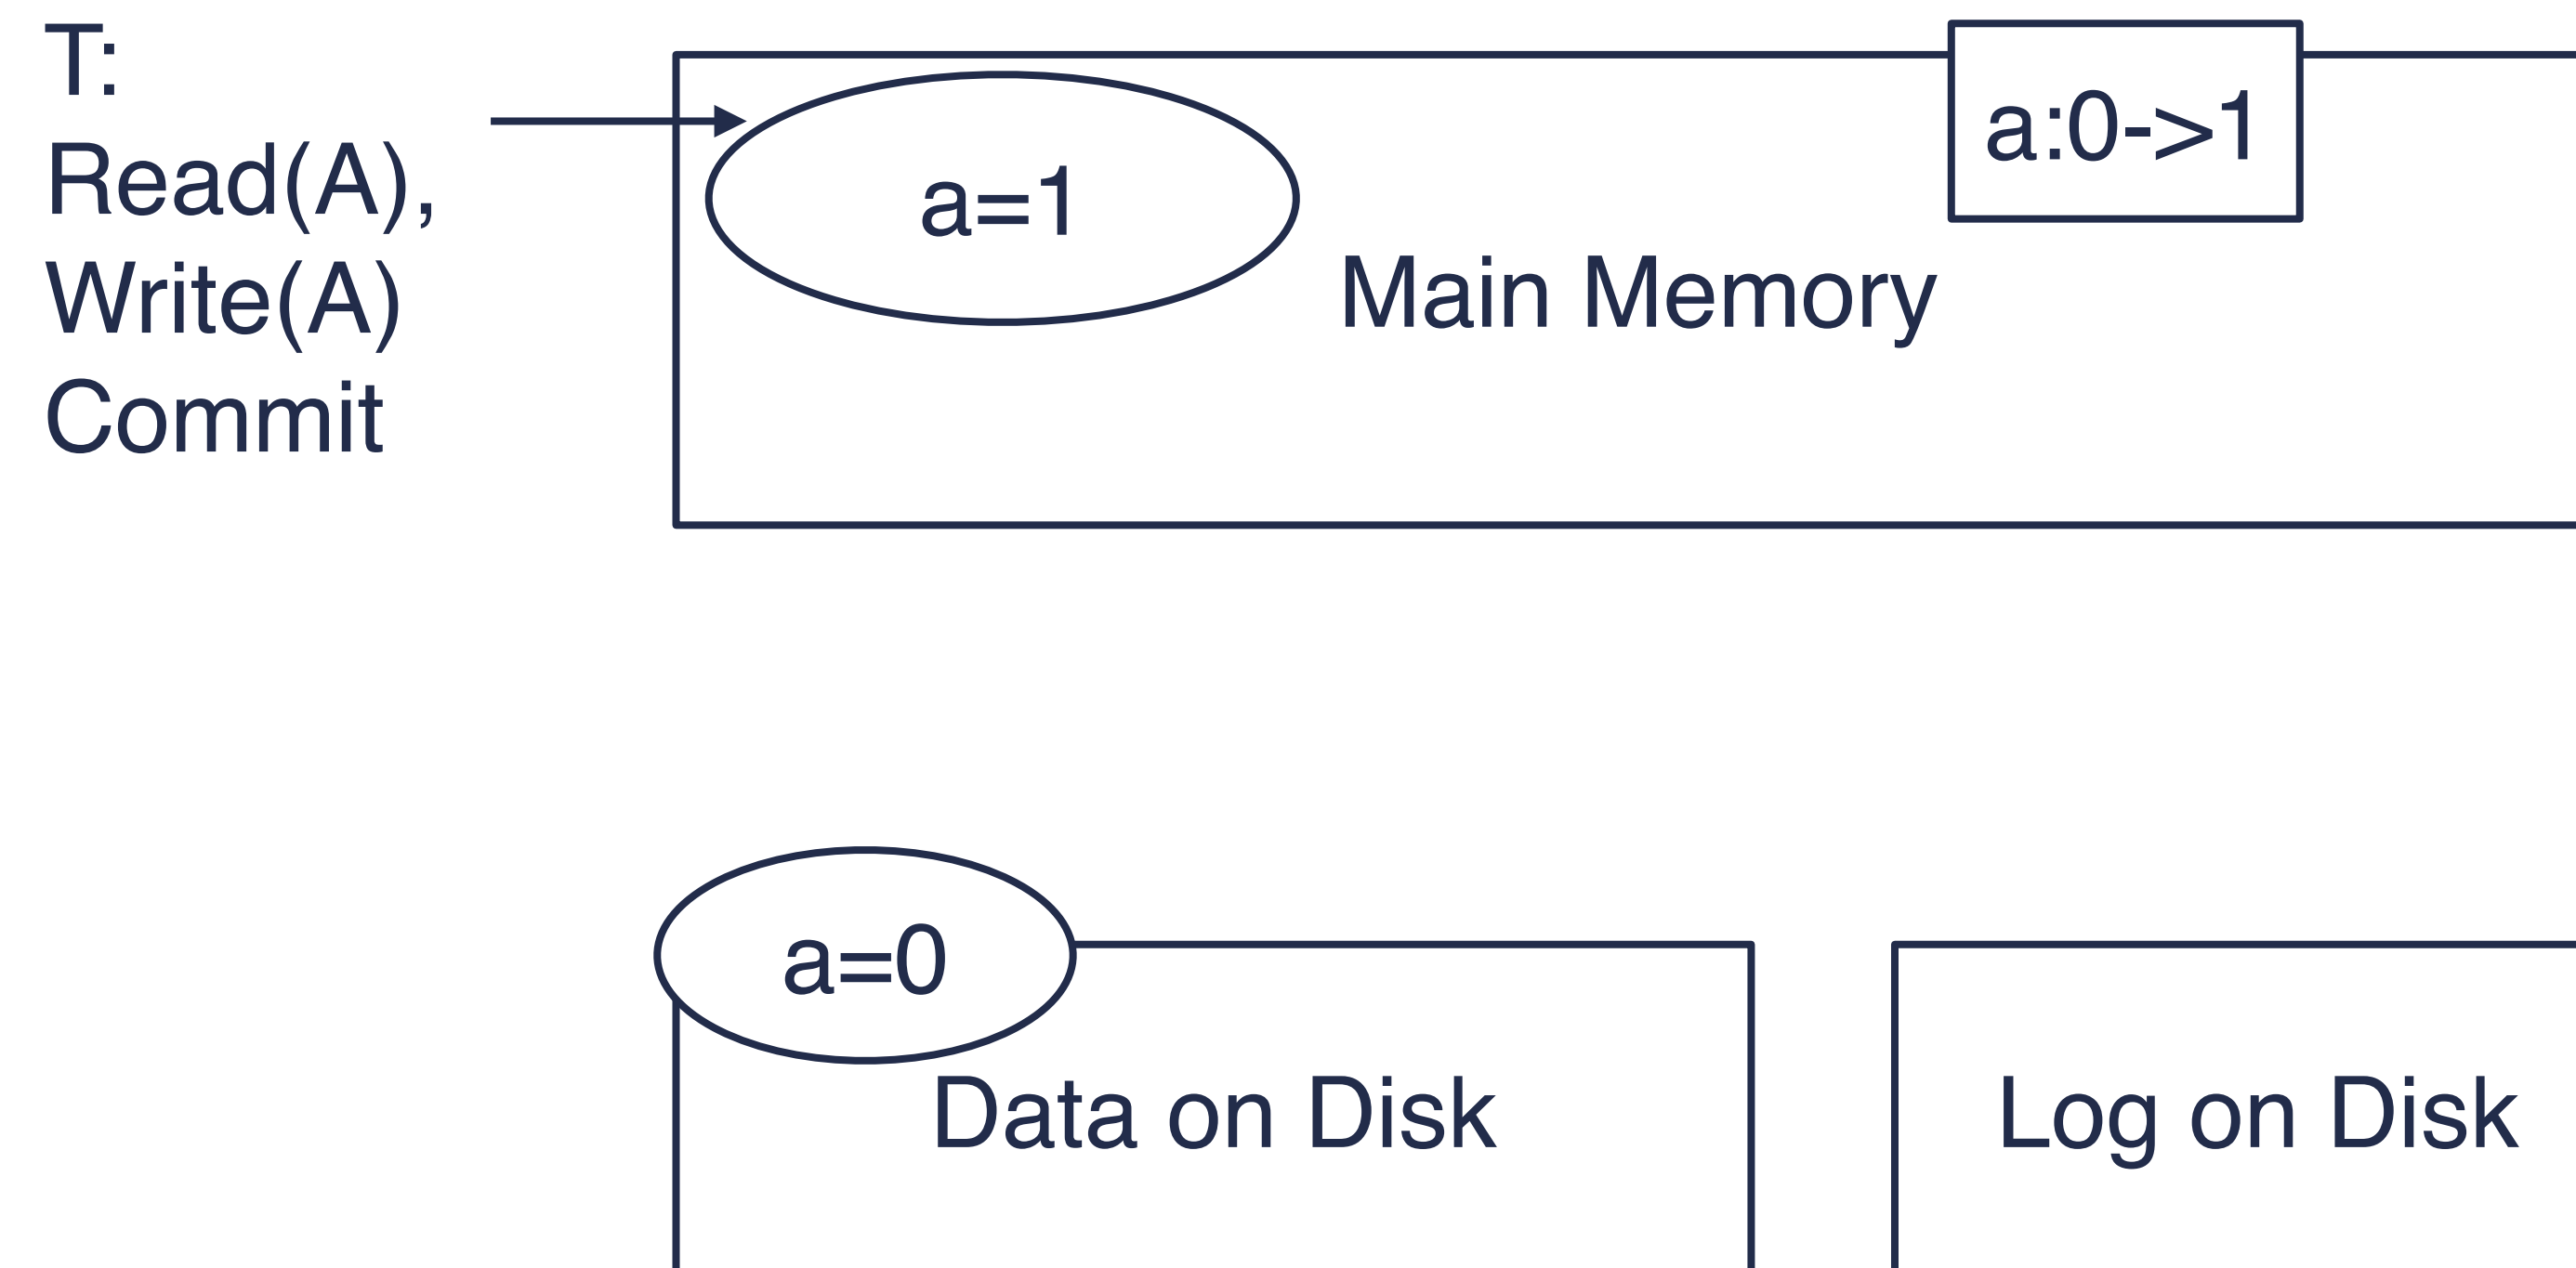 T:
Read(A),
Write(A)
Commit
a=1
a:0->1
Main Memory
a=0
Data on Disk
Log on Disk